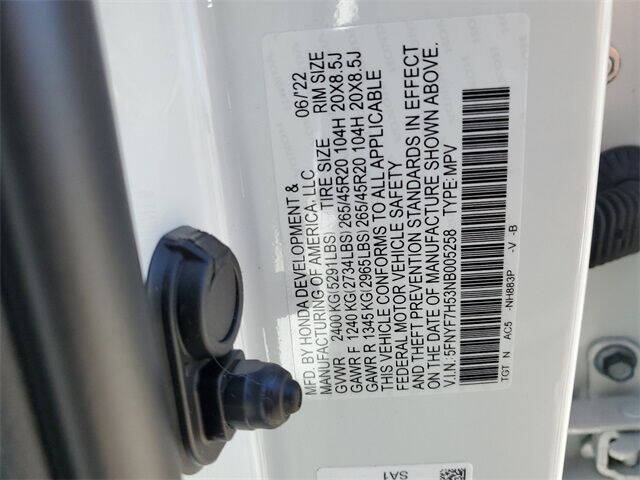 MFD. BY HONDA DEVELOPMENT & 06/'22
MANUFACTURING OF AMERICA, LLC TIRE SIZE RIM SIZE
GVWR 2400 KG(5291LBS)
GAWR F 1240 KG(2734LBS) 265/45R20 104H 20X8.5J
GAWR R 1345 KG(2965LBS) 265/45R20 104H 20X8.5J
THIS VEHICLE CONFORMS TO ALL APPLICABLE
FEDERAL MOTOR VEHICLE SAFETY
AND THEFT PREVENTION STANDARDS IN EFFECT
ON THE DATE OF MANUFACTURE SHOWN ABOVE.
V.I.N.: 5FNYF7H53NB005258 TYPE: MPV
TGT N AC5 -NH883P -V -B
SA1